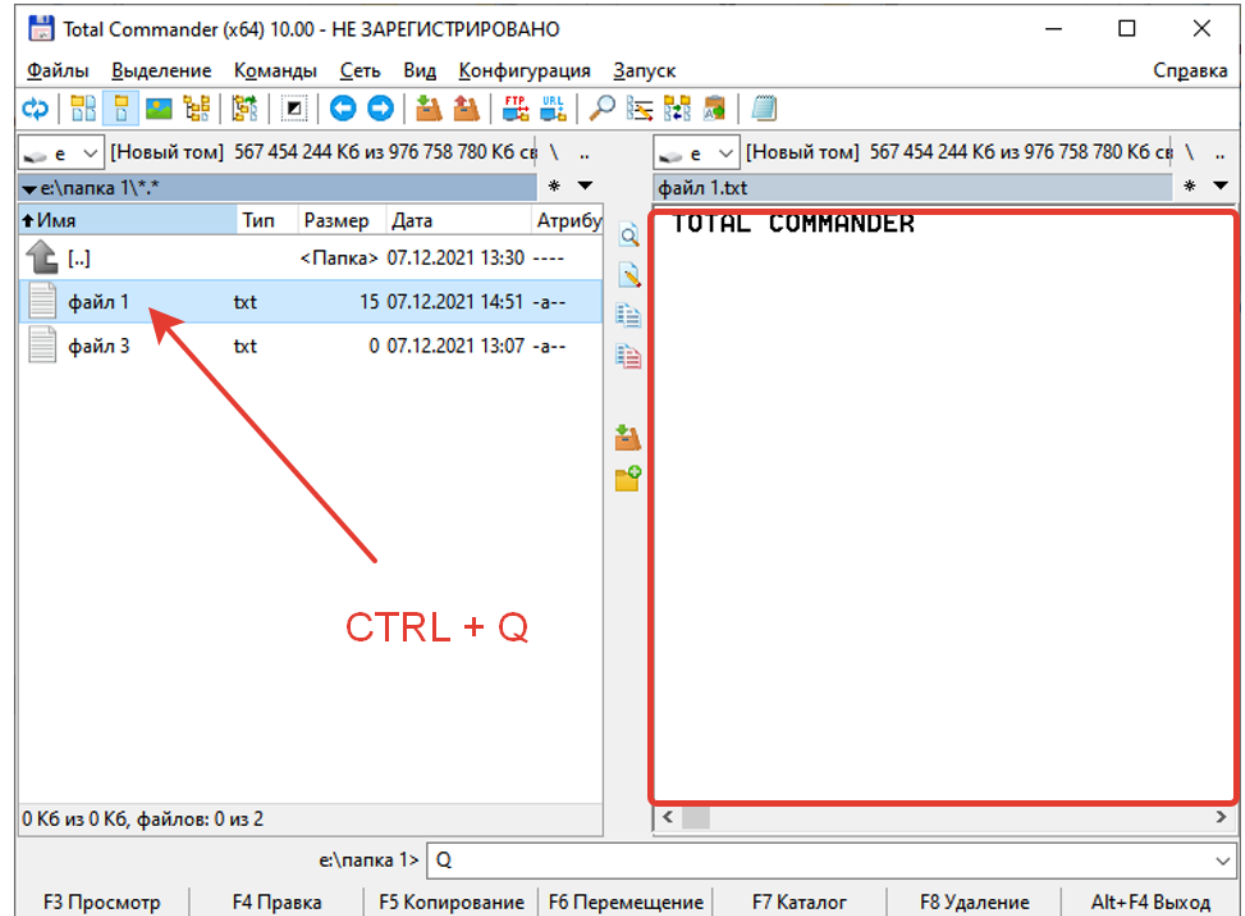 Total Commander (x64) 10.00 - НЕ ЗАРЕГИСТРИРОВАНО
Файлы Выделение Команды Сеть Вид Конфигурация Запуск Справка
FTP URL
e [Новый том] 567 454 244 Кб из 976 758 780 Кб св \ ..
e [Новый том] 567 454 244 Кб из 976 758 780 Кб св \ ..
e:\папка 1\*.* *
файл 1.txt *
Имя Тип Размер Дата Атрибу
TOTAL COMMANDER
[..] <Папка> 07.12.2021 13:30 ----
файл 1 txt 15 07.12.2021 14:51 -a--
файл 3 txt 0 07.12.2021 13:07 -a--
CTRL + Q
0 Кб из 0 Кб, файлов: 0 из 2
e:\папка 1> Q
F3 Просмотр F4 Правка F5 Копирование F6 Перемещение F7 Каталог F8 Удаление Alt+F4 Выход